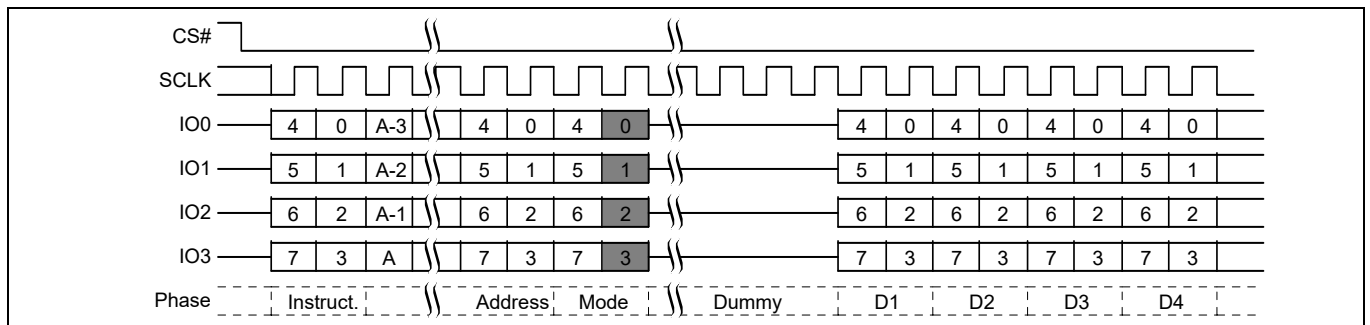 CS#
SCLK
IO0 4 0 A-3 4 0 4 0 4 0 4 0 4 0 4 0
IO1 5 1 A-2 5 1 5 1 5 1 5 1 5 1 5 1
IO2 6 2 A-1 6 2 6 2 6 2 6 2 6 2 6 2
IO3 7 3 A 7 3 7 3 7 3 7 3 7 3 7 3
Phase Instruct. Address Mode Dummy D1 D2 D3 D4